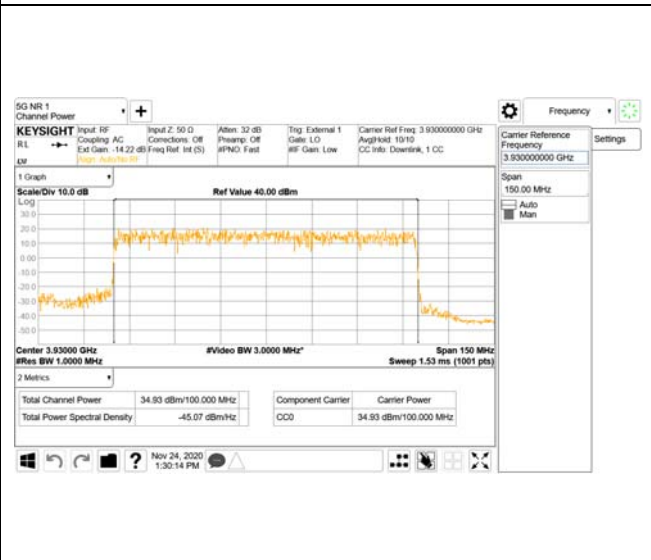 5G NR 1
Channel Power
Frequency
KEYSIGHT
Input: RF
Input Z: 50 Ω
Atten: 32 dB
Trig: External 1
Carrier Ref Freq: 3.930000000 GHz
RL
Coupling: AC
Corrections: Off
Preamp: Off
Gate: LO
Avg|Hold: 10/10
Ext Gain: -14.22 dB
Freq Ref: Int (S)
#PNO: Fast
#IF Gain: Low
CC Info: Downlink, 1 CC
Align: Auto/No RF
Carrier Reference
Frequency
3.930000000 GHz
Settings
Span
150.00 MHz
Auto
Man
1 Graph
Scale/Div 10.0 dB
Ref Value 40.00 dBm
Log
30.0
20.0
10.0
0.00
-10.0
-20.0
-30.0
-40.0
-50.0
Center 3.93000 GHz
#Video BW 3.0000 MHz*
Span 150 MHz
#Res BW 1.0000 MHz
Sweep 1.53 ms (1001 pts)
2 Metrics
Total Channel Power
34.93 dBm/100.000 MHz
Total Power Spectral Density
-45.07 dBm/Hz
Component Carrier
Carrier Power
CC0
34.93 dBm/100.000 MHz
?
Nov 24, 2020
1:30:14 PM